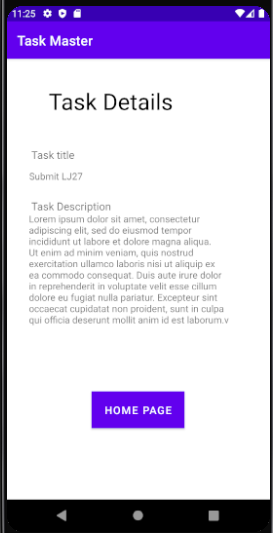 11:25
Task Master
Task Details
Task title
Submit LJ27
Task Description
Lorem ipsum dolor sit amet, consectetur
adipiscing elit, sed do eiusmod tempor
incididunt ut labore et dolore magna aliqua.
Ut enim ad minim veniam, quis nostrud
exercitation ullamco laboris nisi ut aliquip ex
ea commodo consequat. Duis aute irure dolor
in reprehenderit in voluptate velit esse cillum
dolore eu fugiat nulla pariatur. Excepteur sint
occaecat cupidatat non proident, sunt in culpa
qui officia deserunt mollit anim id est laborum.v
HOME PAGE